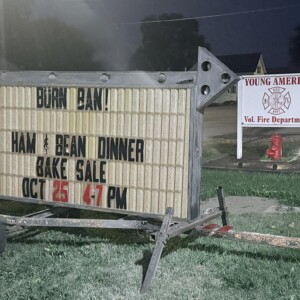 BURN BAN!
HAM & BEAN DINNER
BAKE SALE
OCT 25 4-7 PM
YOUNG AMERI
Vol. Fire Departm